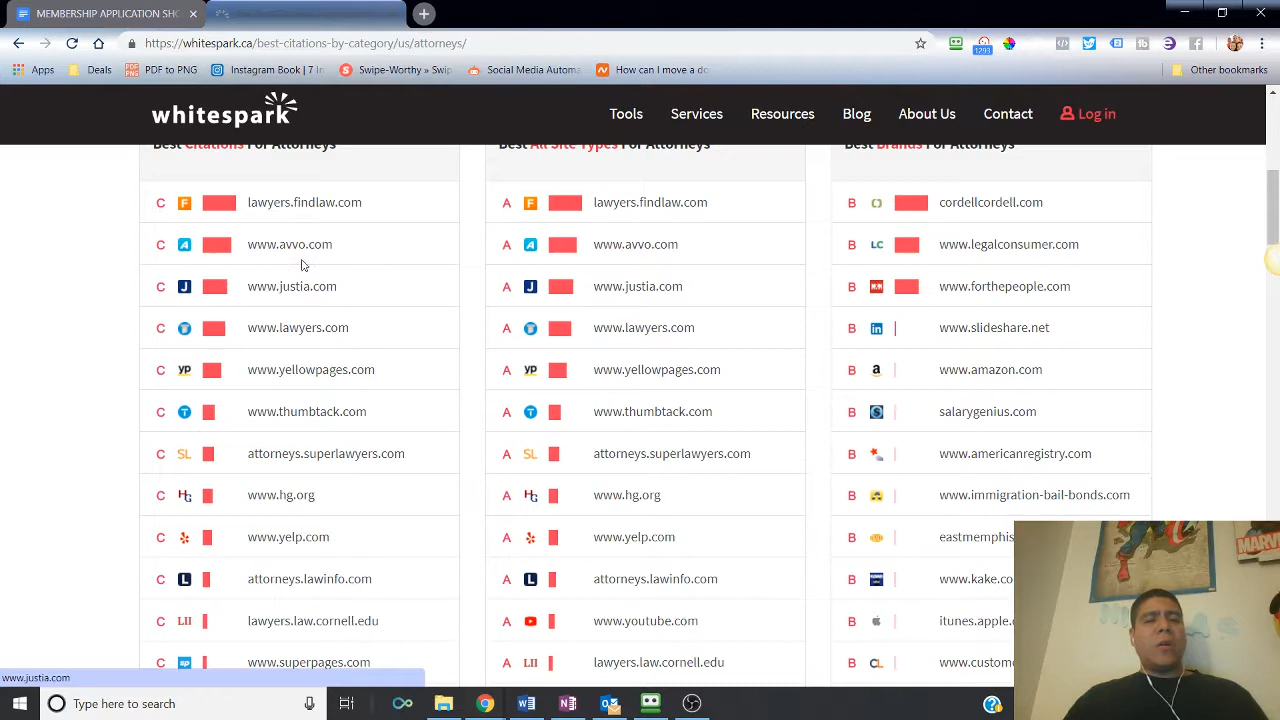 MEMBERSHIP APPLICATION SHO
https://whitespark.ca/best-citations-by-category/us/attorneys/
1293
Apps
Deals
PDF to PNG
Instagram Book | 7 In
Swipe-Worthy » Swip
Social Media Automa
How can I move a do
Other bookmarks
whitespark
Tools
Services
Resources
Blog
About Us
Contact
Log in
Best Citations For Attorneys
Best All Site Types For Attorneys
Best Brands For Attorneys
C F lawyers.findlaw.com
A F lawyers.findlaw.com
B cordellcordell.com
C www.avvo.com
A www.avvo.com
B LC www.legalconsumer.com
C J www.justia.com
A J www.justia.com
B www.forthepeople.com
C www.lawyers.com
A www.lawyers.com
B in www.slideshare.net
C yp www.yellowpages.com
A yp www.yellowpages.com
B a www.amazon.com
C T www.thumbtack.com
A T www.thumbtack.com
B S salarygenius.com
C SL attorneys.superlawyers.com
A SL attorneys.superlawyers.com
B www.americanregistry.com
C HG www.hg.org
A HG www.hg.org
B www.immigration-bail-bonds.com
C www.yelp.com
A www.yelp.com
B eastmemphis
C L attorneys.lawinfo.com
A L attorneys.lawinfo.com
B www.kake.co
C LII lawyers.law.cornell.edu
A www.youtube.com
B itunes.apple.
C sp www.superpages.com
A LII lawyers.law.cornell.edu
B CL www.custom
MARVEL
www.justia.com
Type here to search